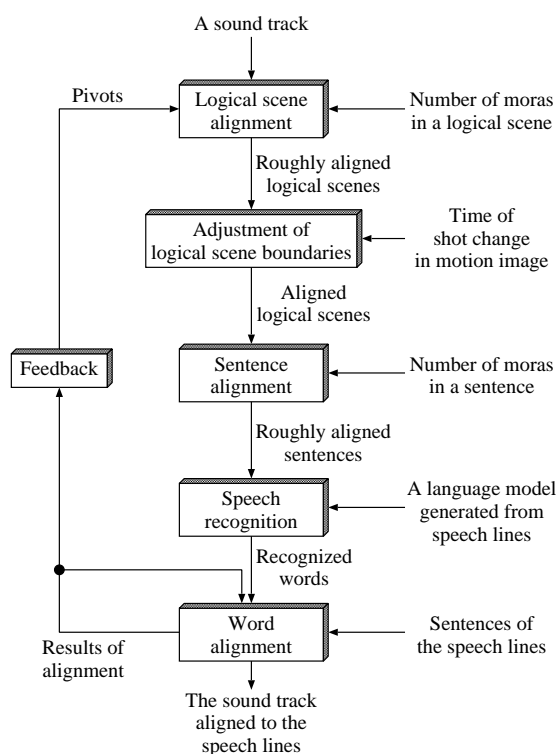 A sound track
Pivots
Logical scene
alignment
Number of moras
in a logical scene
Roughly aligned
logical scenes
Adjustment of
logical scene boundaries
Time of
shot change
in motion image
Aligned
logical scenes
Feedback
Sentence
alignment
Number of moras
in a sentence
Roughly aligned
sentences
Speech
recognition
A language model
generated from
speech lines
Recognized
words
Results of
alignment
Word
alignment
Sentences of
the speech lines
The sound track
aligned to the
speech lines